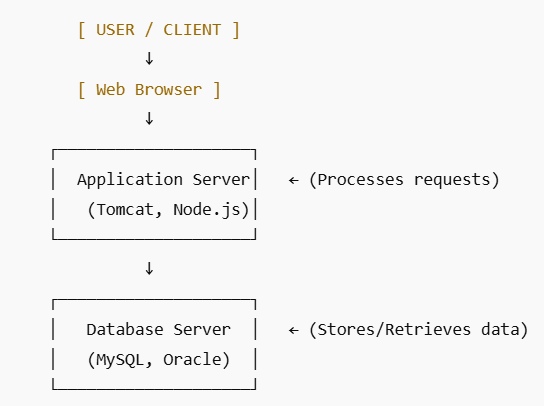 [ USER / CLIENT ]
↓
[ Web Browser ]
↓
Application Server ← (Processes requests)
(Tomcat, Node.js)
↓
Database Server ← (Stores/Retrieves data)
(MySQL, Oracle)